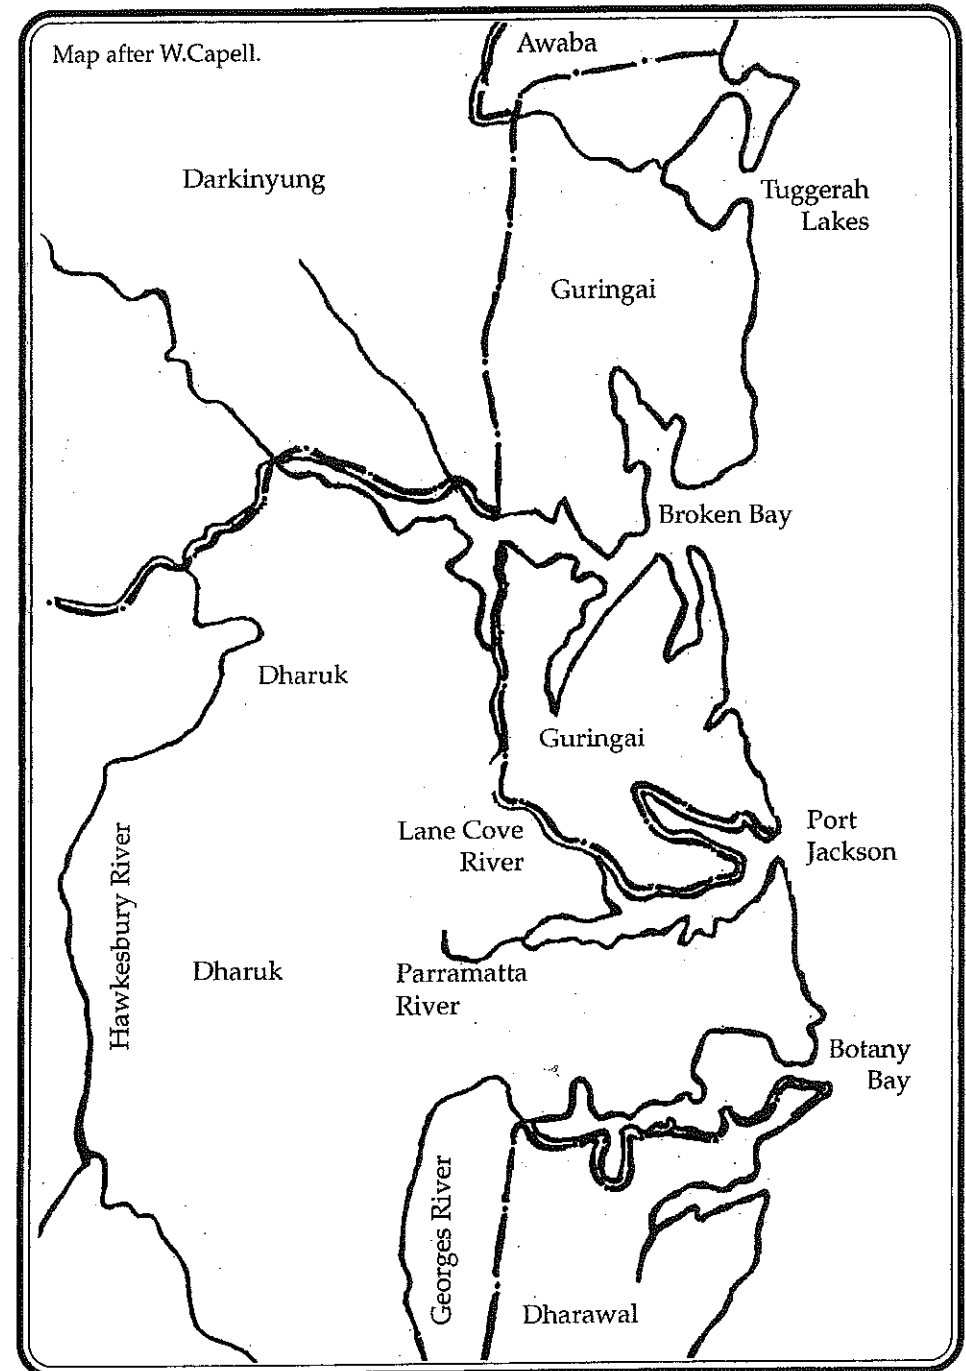 Map after W.Capell.
Awaba
Darkinyung
Tuggerah
Lakes
Guringai
Broken Bay
Dharuk
Guringai
Lane Cove
River
Port
Jackson
Hawkesbury River
Dharuk
Parramatta
River
Botany
Bay
Georges River
Dharawal